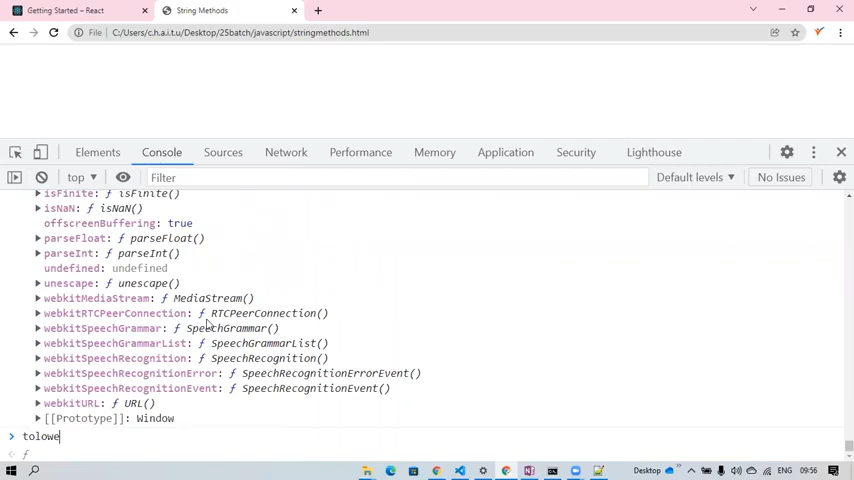 Getting Started – React
String Methods
File
C:/Users/c.h.a.i.t.u/Desktop/25batch/javascript/stringmethods.html
Elements Console Sources Network Performance Memory Application Security Lighthouse
top Filter Default levels No Issues
isFinite: ƒ isFinite()
isNaN: ƒ isNaN()
offscreenBuffering: true
parseFloat: ƒ parseFloat()
parseInt: ƒ parseInt()
undefined: undefined
unescape: ƒ unescape()
webkitMediaStream: ƒ MediaStream()
webkitRTCPeerConnection: ƒ RTCPeerConnection()
webkitSpeechGrammar: ƒ SpeechGrammar()
webkitSpeechGrammarList: ƒ SpeechGrammarList()
webkitSpeechRecognition: ƒ SpeechRecognition()
webkitSpeechRecognitionError: ƒ SpeechRecognitionErrorEvent()
webkitSpeechRecognitionEvent: ƒ SpeechRecognitionEvent()
webkitURL: ƒ URL()
[[Prototype]]: Window
tolowe
ƒ
Desktop ENG 09:56